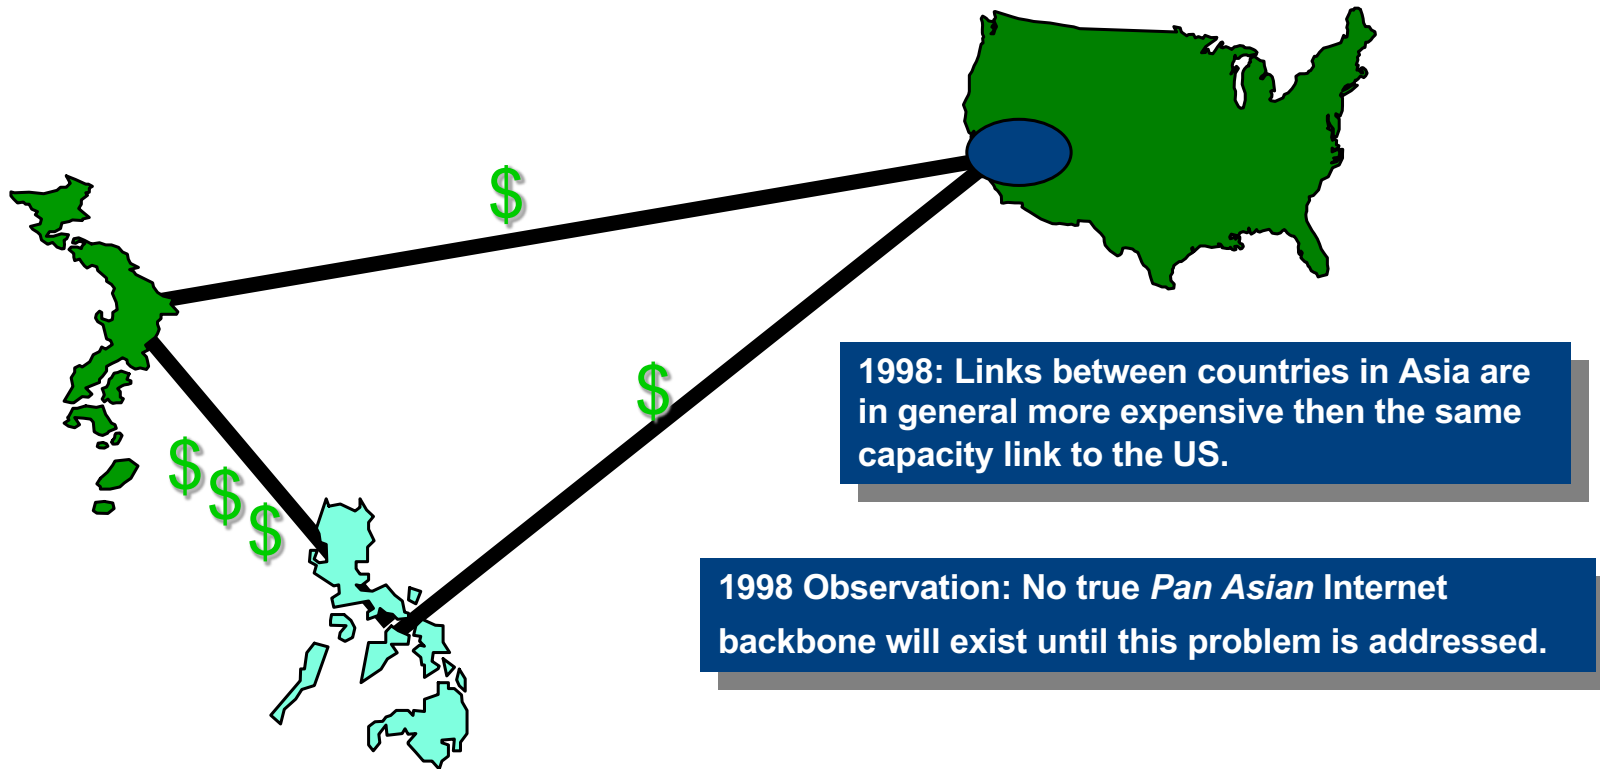 $
$
$
$
$
1998: Links between countries in Asia are
in general more expensive then the same
capacity link to the US.
1998 Observation: No true Pan Asian Internet
backbone will exist until this problem is addressed.